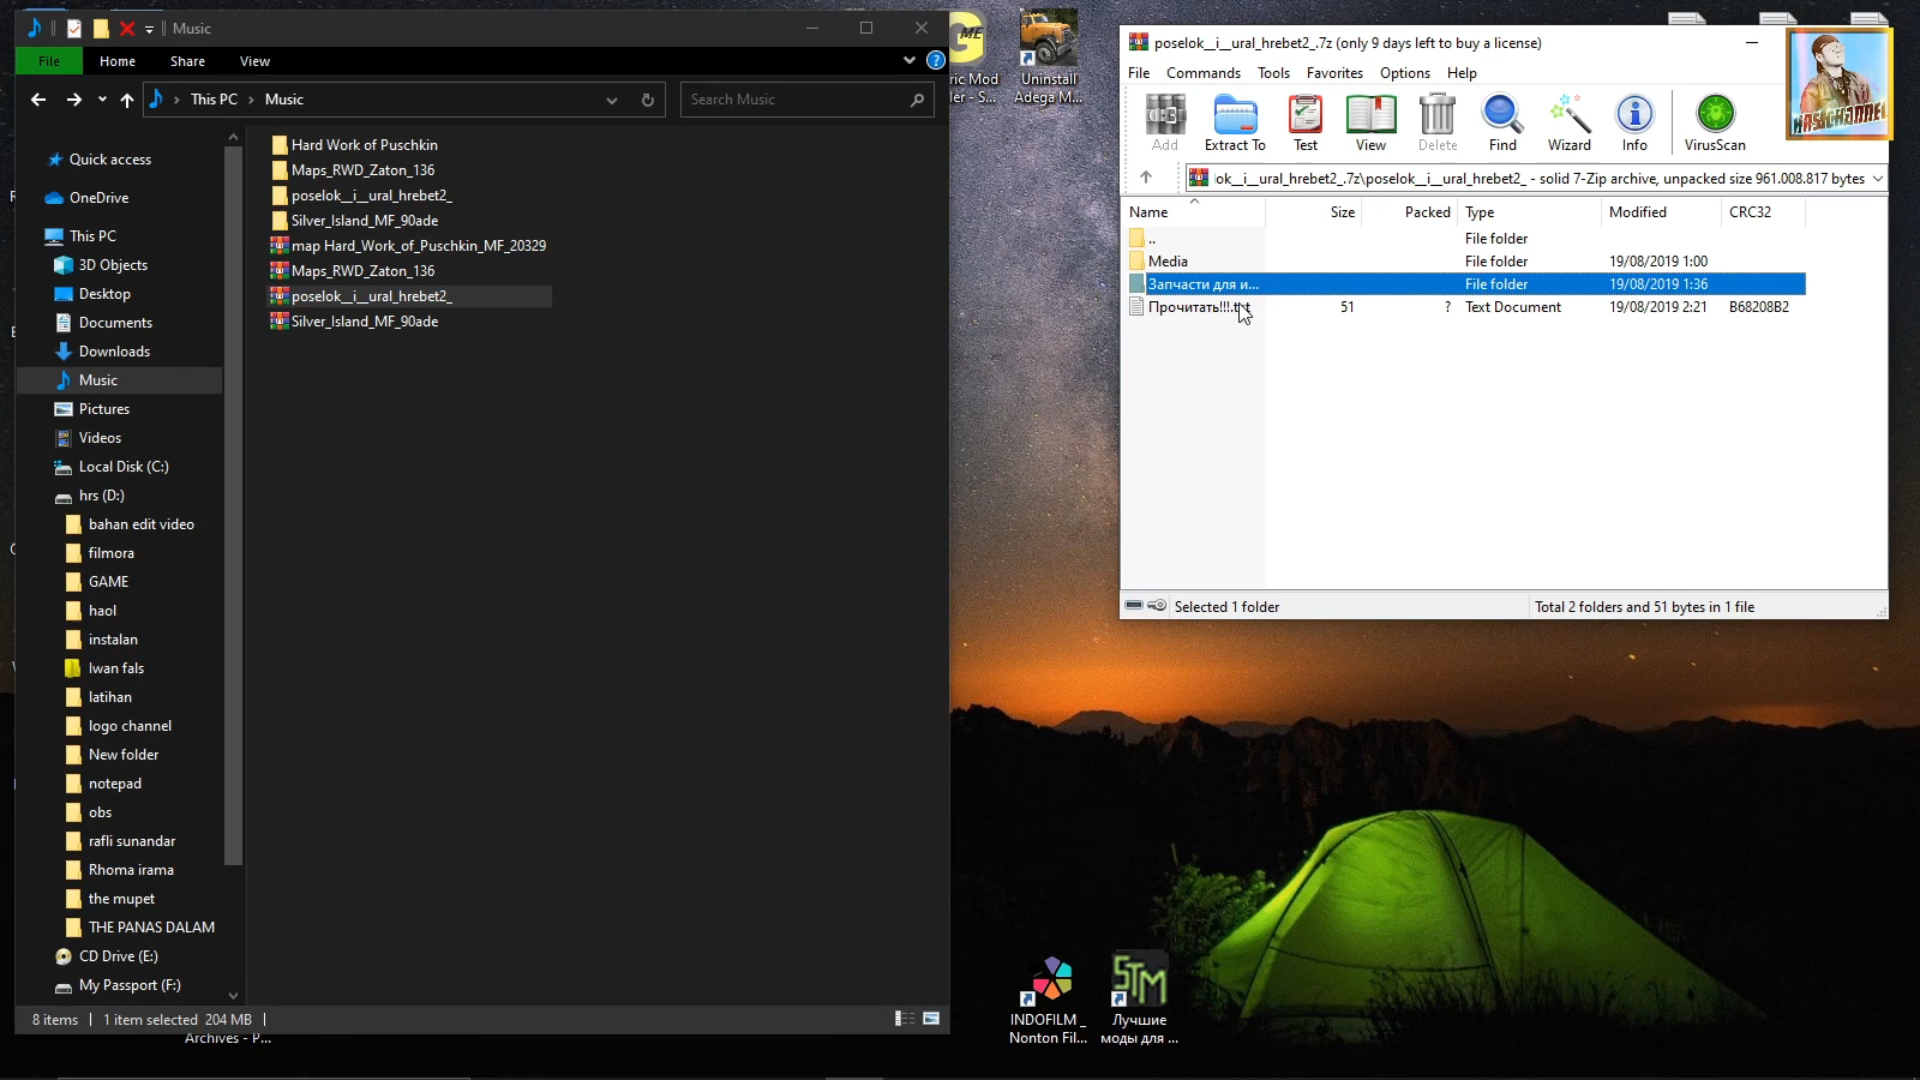 Music
File
Home
Share
View
This PC
Music
Search Music
Quick access
OneDrive
This PC
3D Objects
Desktop
Documents
Downloads
Music
Pictures
Videos
Local Disk (C:)
hrs (D:)
bahan edit video
filmora
GAME
haol
instalan
Iwan fals
latihan
logo channel
New folder
notepad
obs
rafli sunandar
Rhoma irama
the mupet
THE PANAS DALAM
CD Drive (E:)
My Passport (F:)
Hard Work of Puschkin
Maps_RWD_Zaton_136
poselok__i__ural_hrebet2_
Silver_Island_MF_90ade
map Hard_Work_of_Puschkin_MF_20329
Maps_RWD_Zaton_136
poselok__i__ural_hrebet2_
Silver_Island_MF_90ade
8 items
1 item selected 204 MB
Archives - P...
Uninstall
Adega M...
poselok__i__ural_hrebet2_.7z (only 9 days left to buy a license)
File Commands Tools Favorites Options Help
Add Extract To Test View Delete Find Wizard Info VirusScan
ok__i__ural_hrebet2_.7z\poselok__i__ural_hrebet2_ - solid 7-Zip archive, unpacked size 961.008.817 bytes
Name Size Packed Type Modified CRC32
.. File folder
Media File folder 19/08/2019 1:00
Запчасти для и... File folder 19/08/2019 1:36
Прочитать!!!.txt 51 ? Text Document 19/08/2019 2:21 B68208B2
Selected 1 folder
Total 2 folders and 51 bytes in 1 file
INDOFILM _
Nonton Fil...
STM
Лучшие
моды для ...